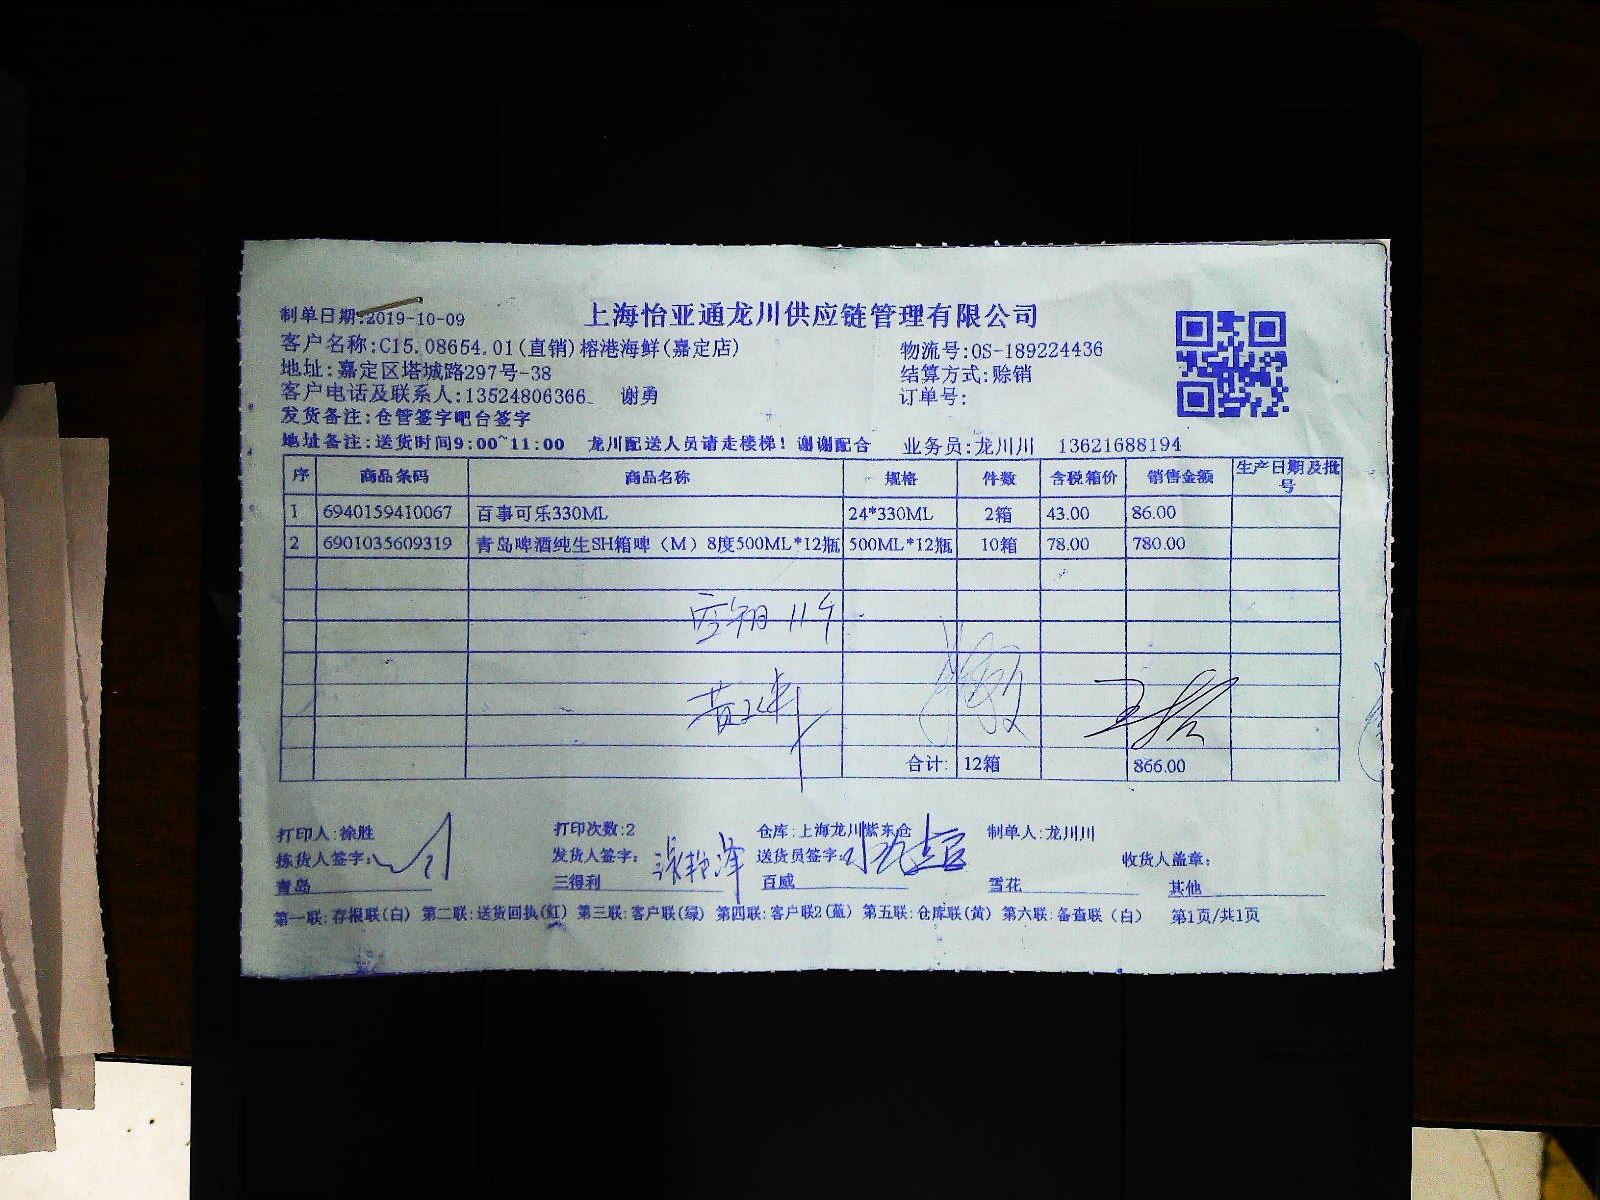 上海怡亚通龙川供应链管理有限公司
制单日期:2019-10-09
客户名称:C15.08654.01(直销)榕港海鲜(嘉定店) 物流号:OS-189224436
地址:嘉定区塔城路297号-38 结算方式:赊销
客户电话及联系人:13524806366 谢勇 订单号:
发货备注:仓管签字吧台签字
地址备注:送货时间9:00~11:00 龙川配送人员请走楼梯！谢谢配合 业务员:龙川川 13621688194
序 商品条码 商品名称 规格 件数 含税箱价 销售金额 生产日期及批号
1 6940159410067 百事可乐330ML 24*330ML 2箱 43.00 86.00
2 6901035609319 青岛啤酒纯生SH箱啤（M）8度500ML*12瓶 500ML*12瓶 10箱 78.00 780.00
合计: 12箱 866.00
打印人:徐胜 打印次数:2 仓库:上海龙川紫东仓 制单人:龙川川
拣货人签字: 发货人签字: 送货员签字: 收货人盖章:
青岛 三得利 百威 雪花 其他
第一联:存报联(白) 第二联:送货回执(红) 第三联:客户联(绿) 第四联:客户联2(蓝) 第五联:仓库联(黄) 第六联:备查联（白） 第1页/共1页